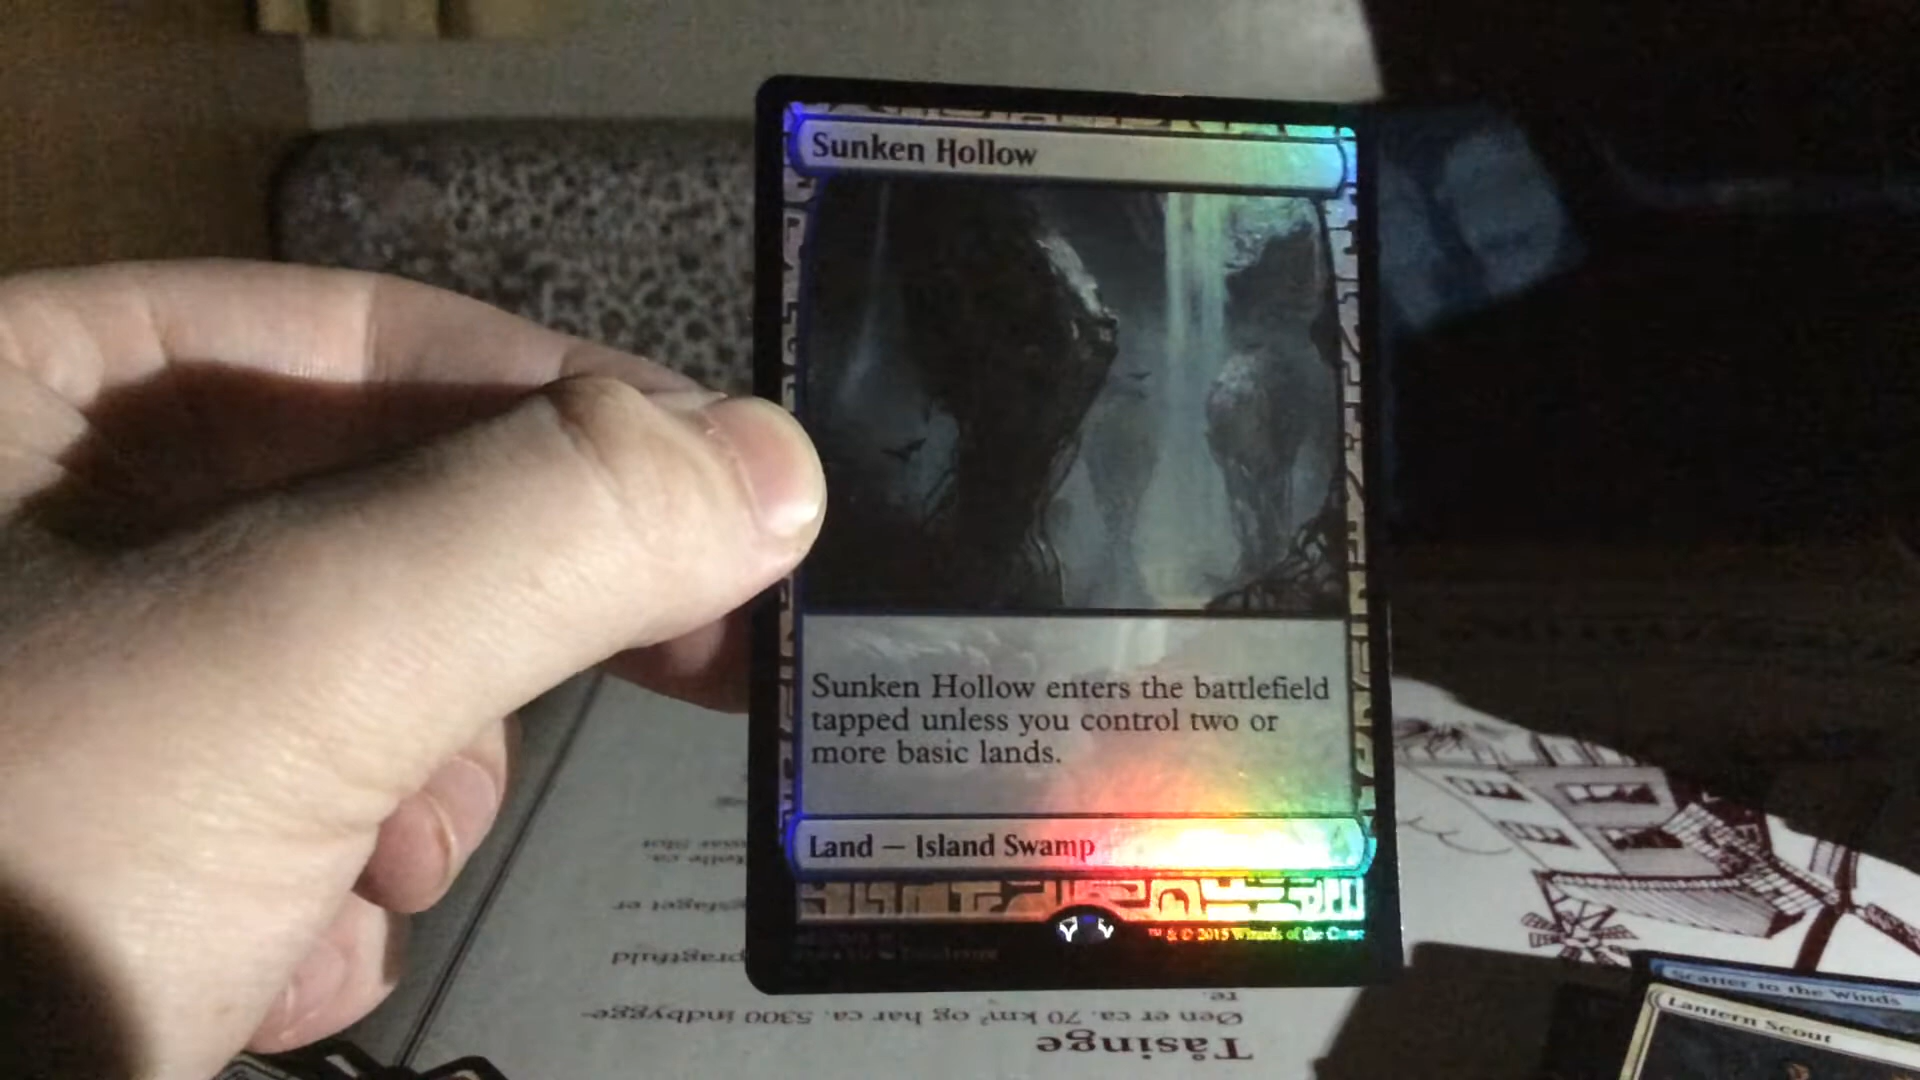 Sunken Hollow
Sunken Hollow enters the battlefield
tapped unless you control two or
more basic lands.
Land — Island Swamp
™ & © 2015 Wizards of the Coast
Scatter to the Winds
Lantern Scout
Tåsinge
Øen er ca. 70 km² og har ca. 5300 indbygge-
re.
pragtfuld